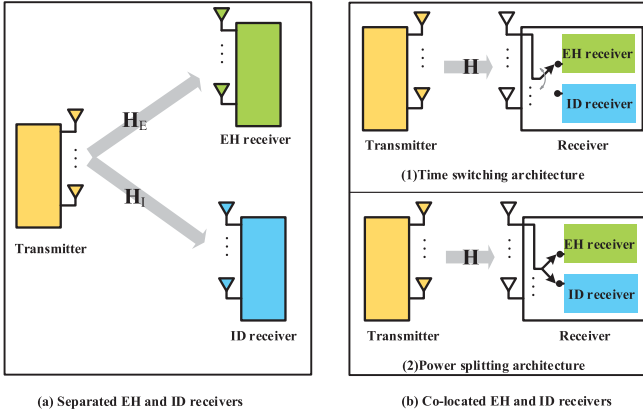 H_E
EH receiver
H_I
Transmitter
ID receiver
(a) Separated EH and ID receivers
H
EH receiver
ID receiver
Transmitter
Receiver
(1)Time switching architecture
H
EH receiver
ID receiver
Transmitter
Receiver
(2)Power splitting architecture
(b) Co-located EH and ID receivers